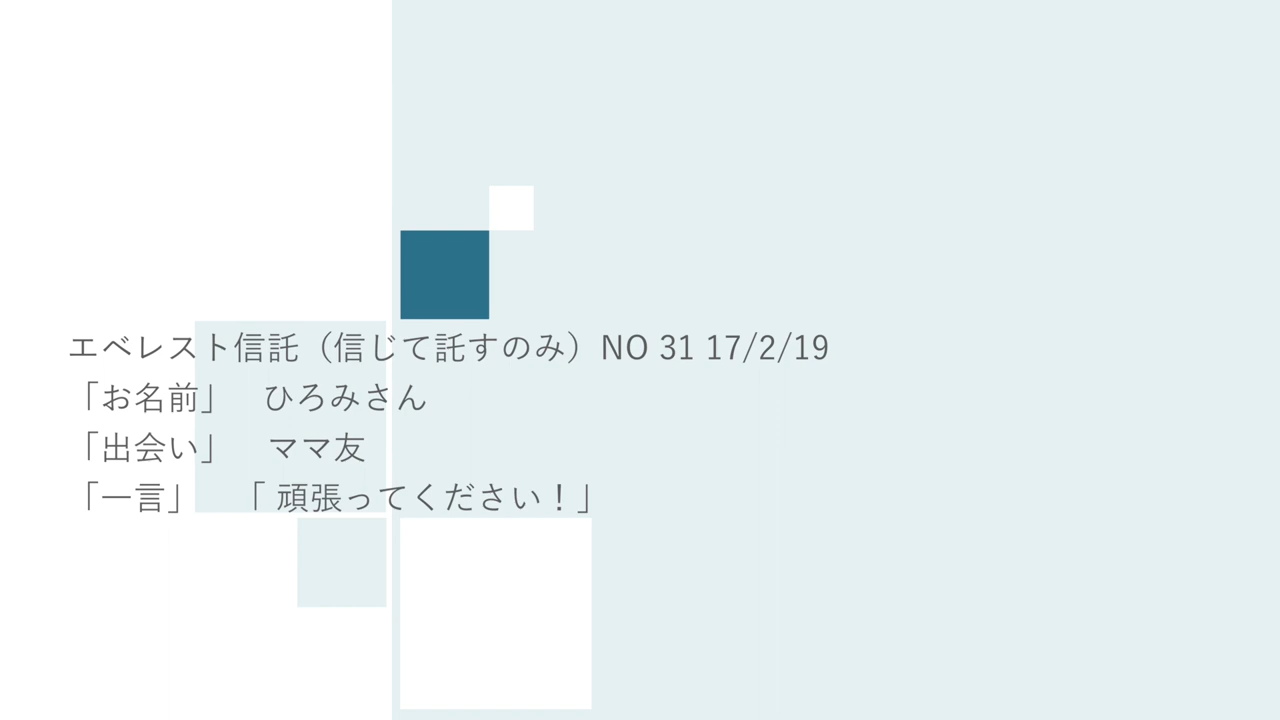 エベレスト信託（信じて託すのみ）NO 31 17/2/19
「お名前」　ひろみさん
「出会い」　ママ友
「一言」　「 頑張ってください！」